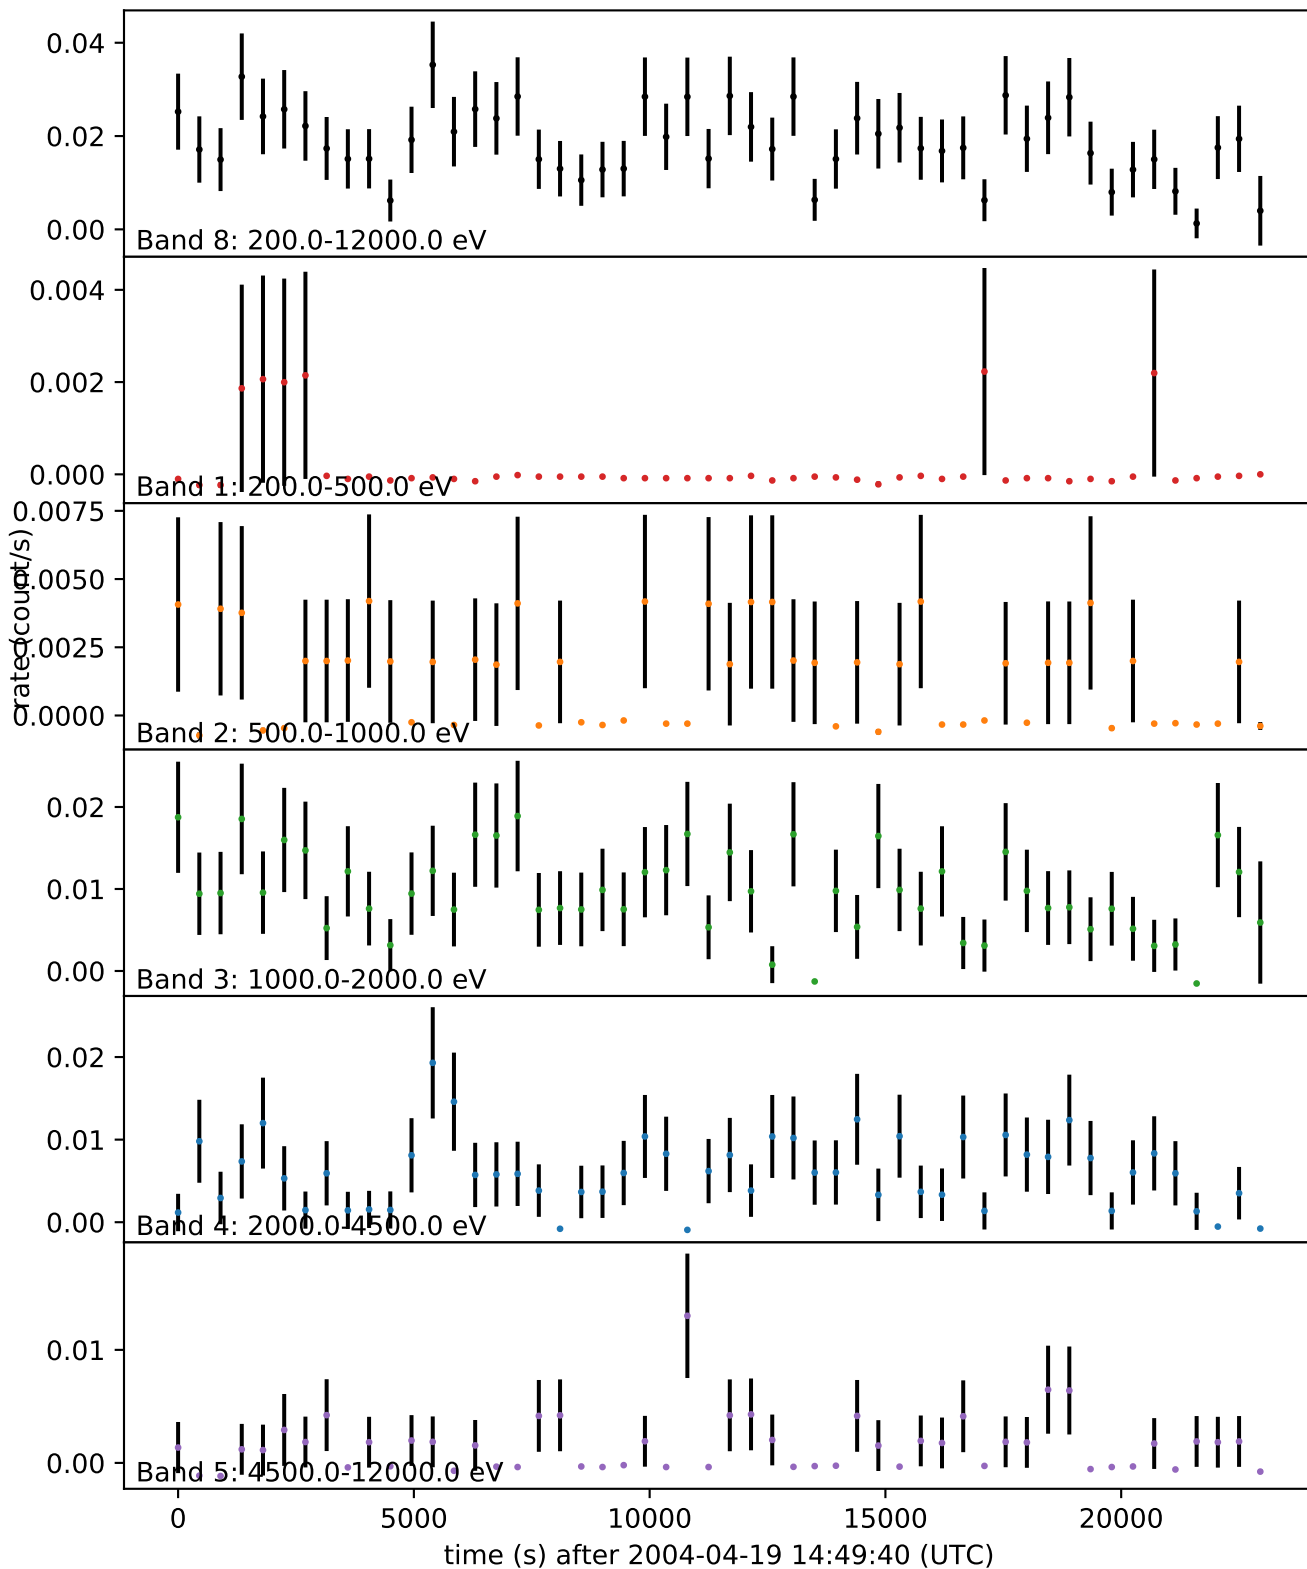 0.04
0.02
0.00
Band 8: 200.0-12000.0 eV
0.004
0.002
0.000
Band 1: 200.0-500.0 eV
0.0075
0.0050
0.0025
0.0000
rate (count/s)
Band 2: 500.0-1000.0 eV
0.02
0.01
0.00
Band 3: 1000.0-2000.0 eV
0.02
0.01
0.00
Band 4: 2000.0-4500.0 eV
0.01
0.00
Band 5: 4500.0-12000.0 eV
0 5000 10000 15000 20000
time (s) after 2004-04-19 14:49:40 (UTC)